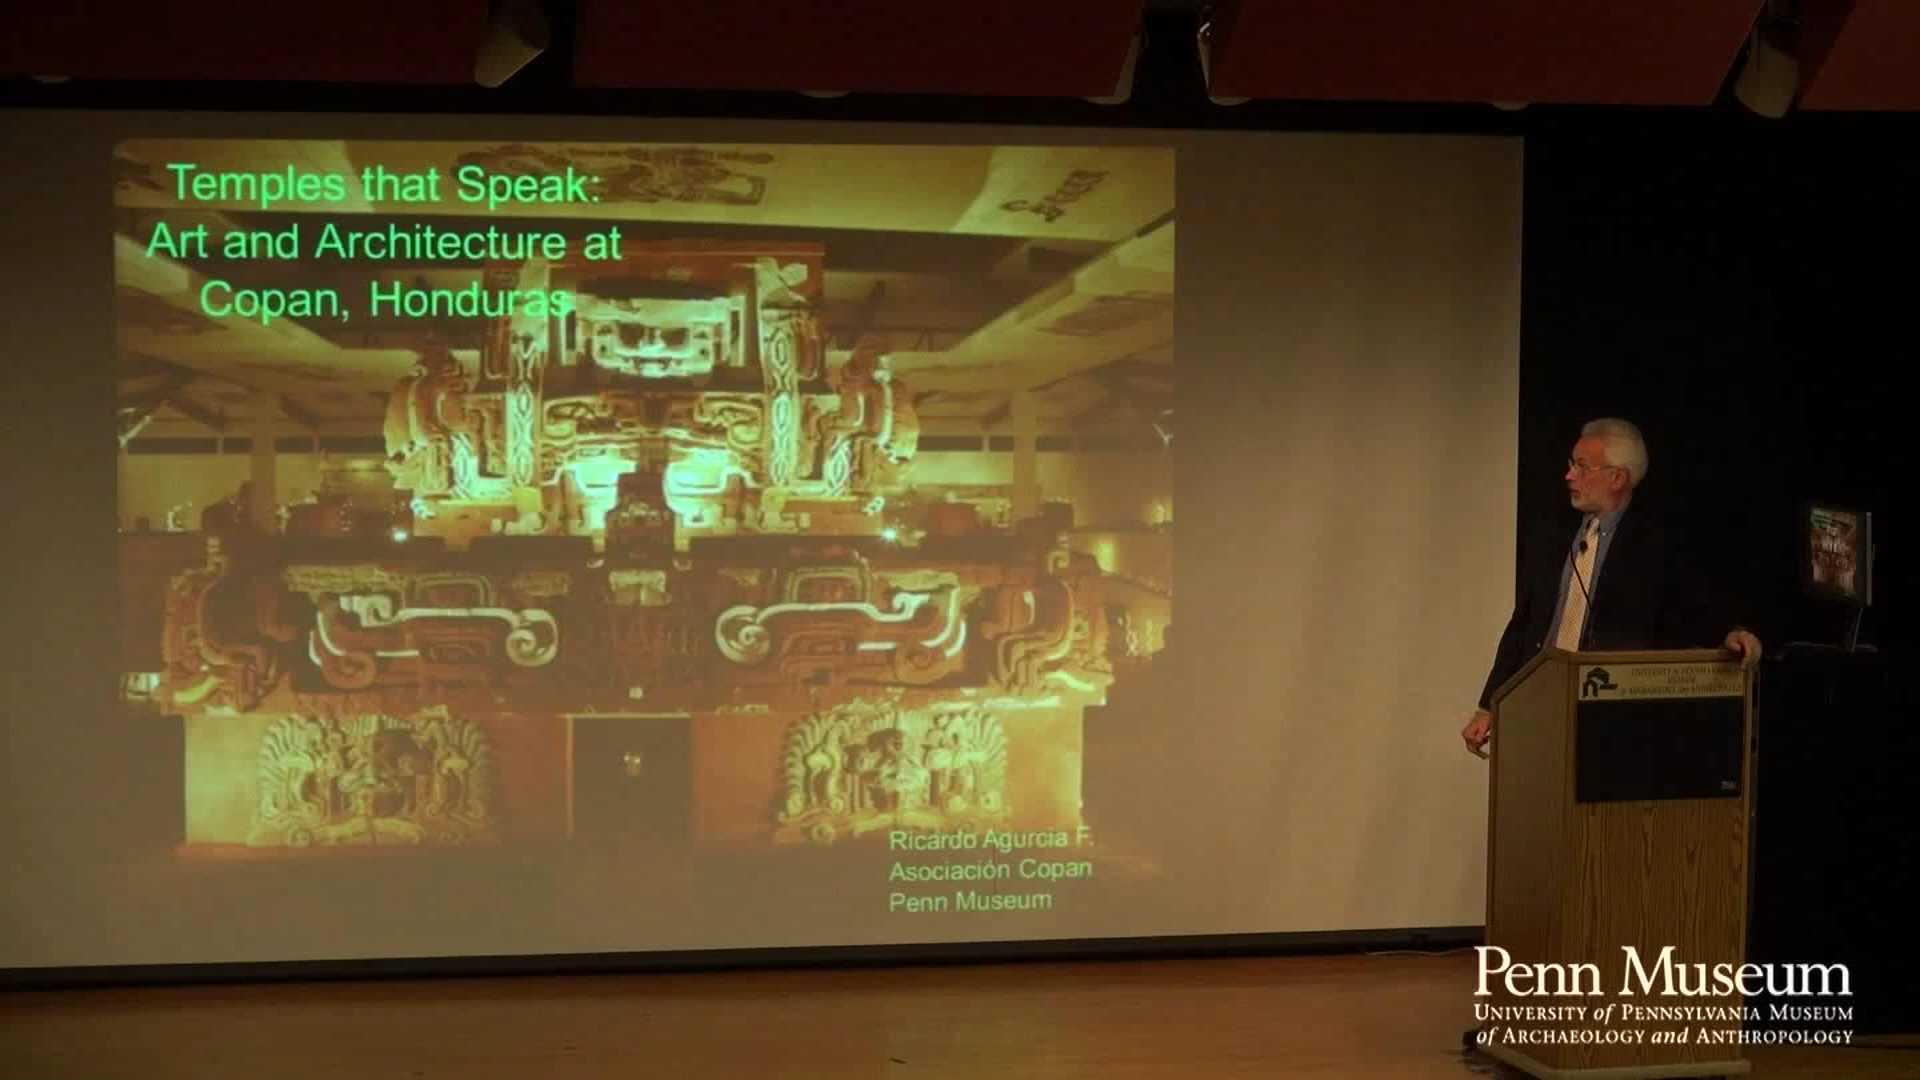 Temples that Speak:
Art and Architecture at
Copan, Honduras
Ricardo Agurcia F.
Asociación Copan
Penn Museum
Penn Museum
University of Pennsylvania Museum
of Archaeology and Anthropology